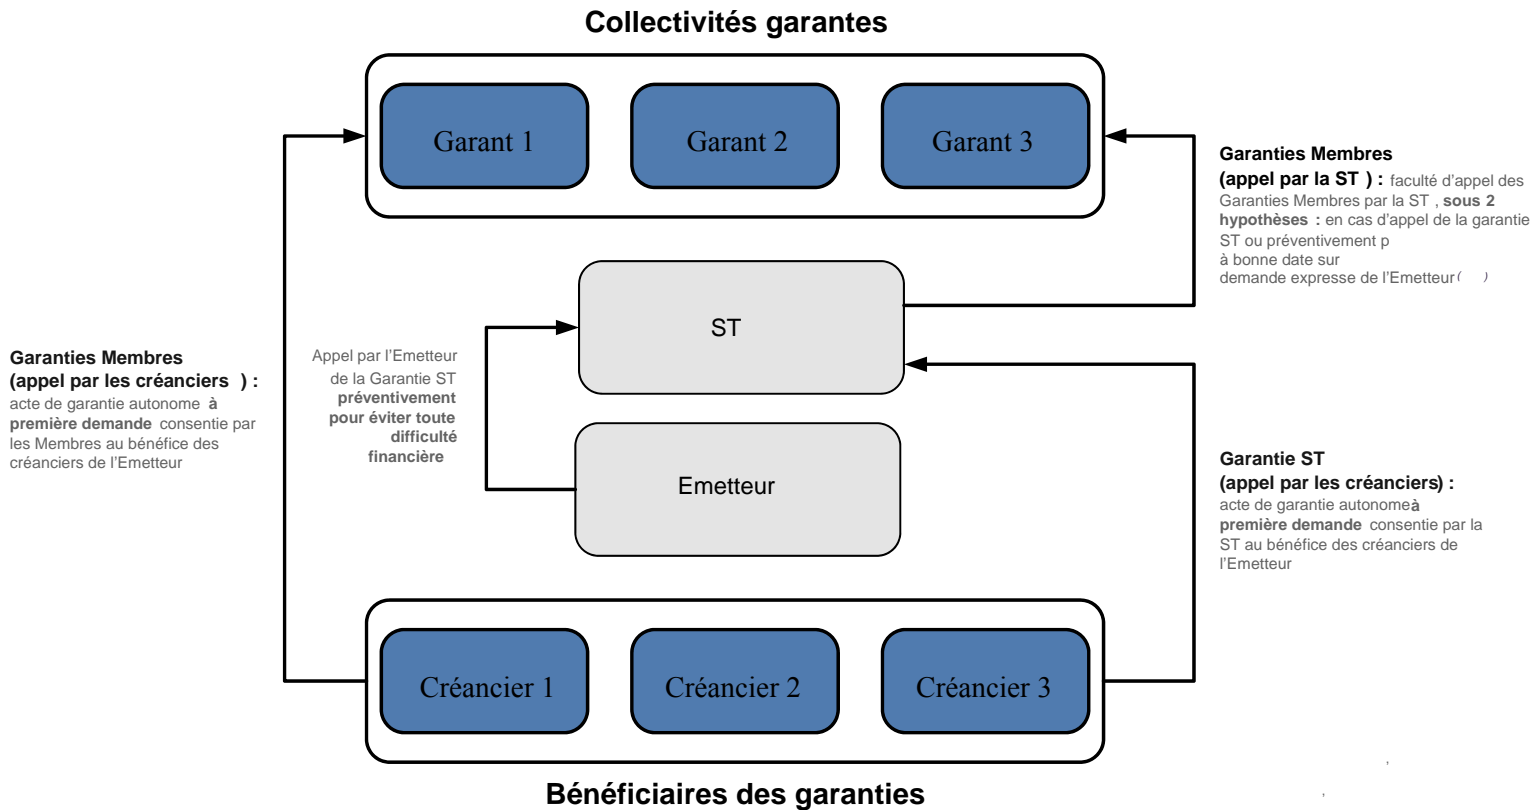 Collectivités garantes
Garant 1
Garant 2
Garant 3
Garanties Membres
(appel par la ST ) : faculté d'appel des
Garanties Membres par la ST , sous 2
hypothèses : en cas d'appel de la garantie
ST ou préventivement p
à bonne date sur
demande expresse de l'Emetteur ( )
ST
Garanties Membres
(appel par les créanciers ) :
acte de garantie autonome à
première demande consentie par
les Membres au bénéfice des
créanciers de l'Emetteur
Appel par l'Emetteur
de la Garantie ST
préventivement
pour éviter toute
difficulté
financière
Emetteur
Garantie ST
(appel par les créanciers) :
acte de garantie autonome à
première demande consentie par la
ST au bénéfice des créanciers de
l'Emetteur
Créancier 1
Créancier 2
Créancier 3
Bénéficiaires des garanties